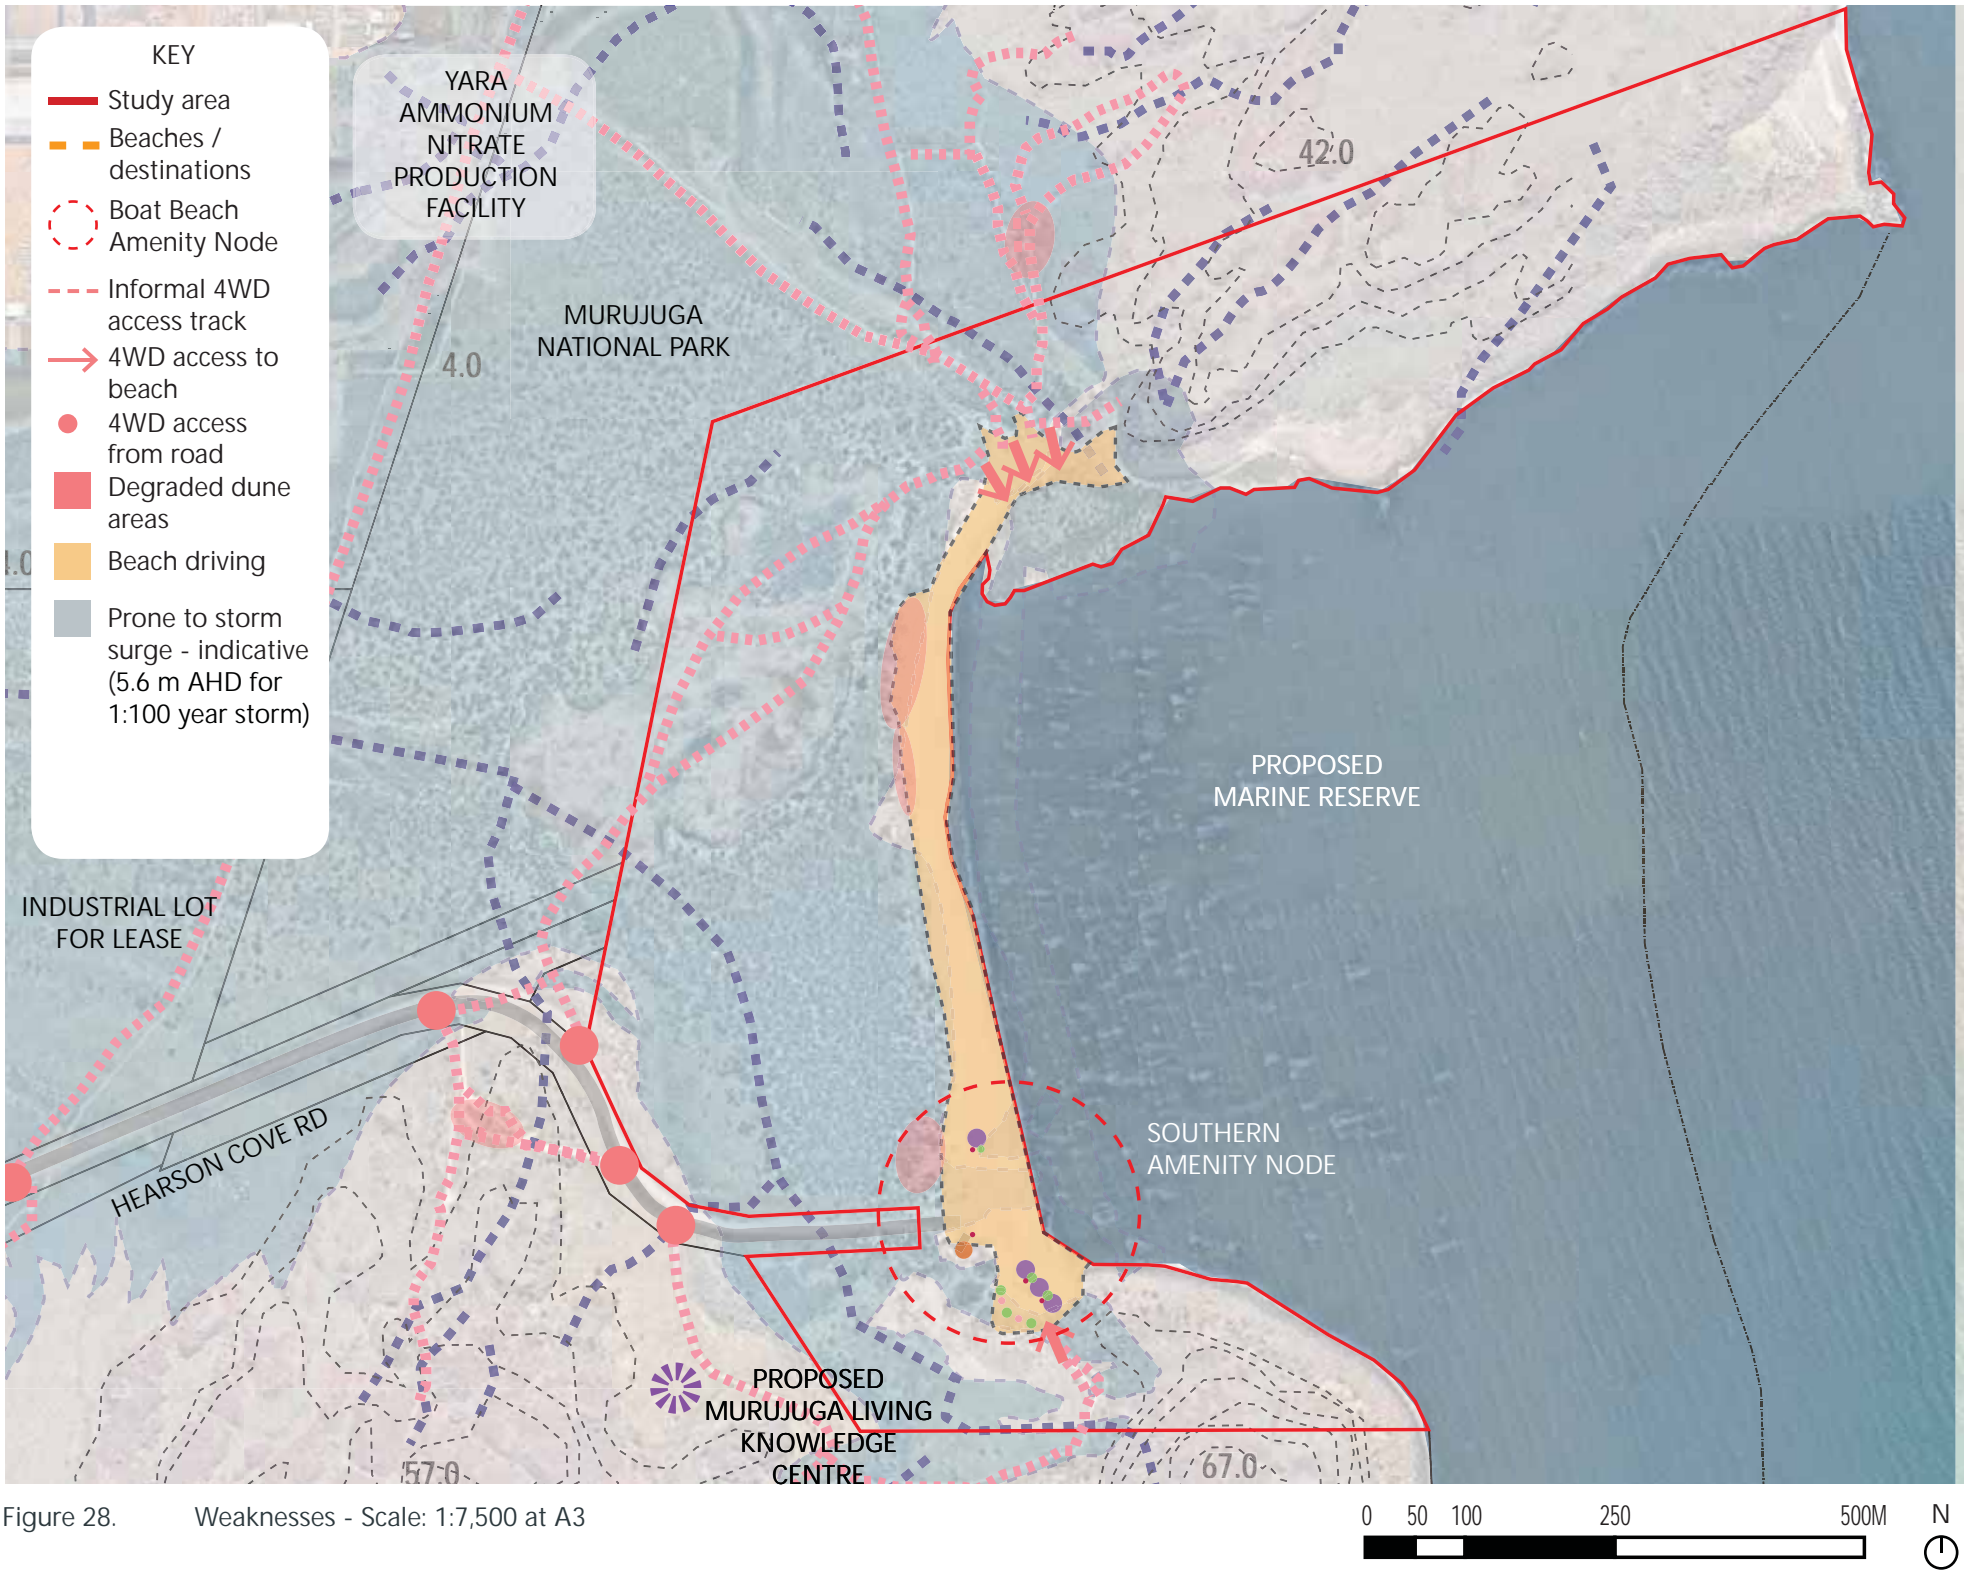 KEY
Study area
Beaches /
destinations
Boat Beach
Amenity Node
Informal 4WD
access track
4WD access to
beach
4WD access
from road
Degraded dune
areas
Beach driving
Prone to storm
surge - indicative
(5.6 m AHD for
1:100 year storm)
YARA
AMMONIUM
NITRATE
PRODUCTION
FACILITY
42.0
MURUJUGA
NATIONAL PARK
4.0
PROPOSED
MARINE RESERVE
INDUSTRIAL LOT
FOR LEASE
HEARSON COVE RD
SOUTHERN
AMENITY NODE
PROPOSED
MURUJUGA LIVING
KNOWLEDGE
CENTRE
57.0
67.0
Figure 28. Weaknesses - Scale: 1:7,500 at A3
0 50 100 250 500M
N